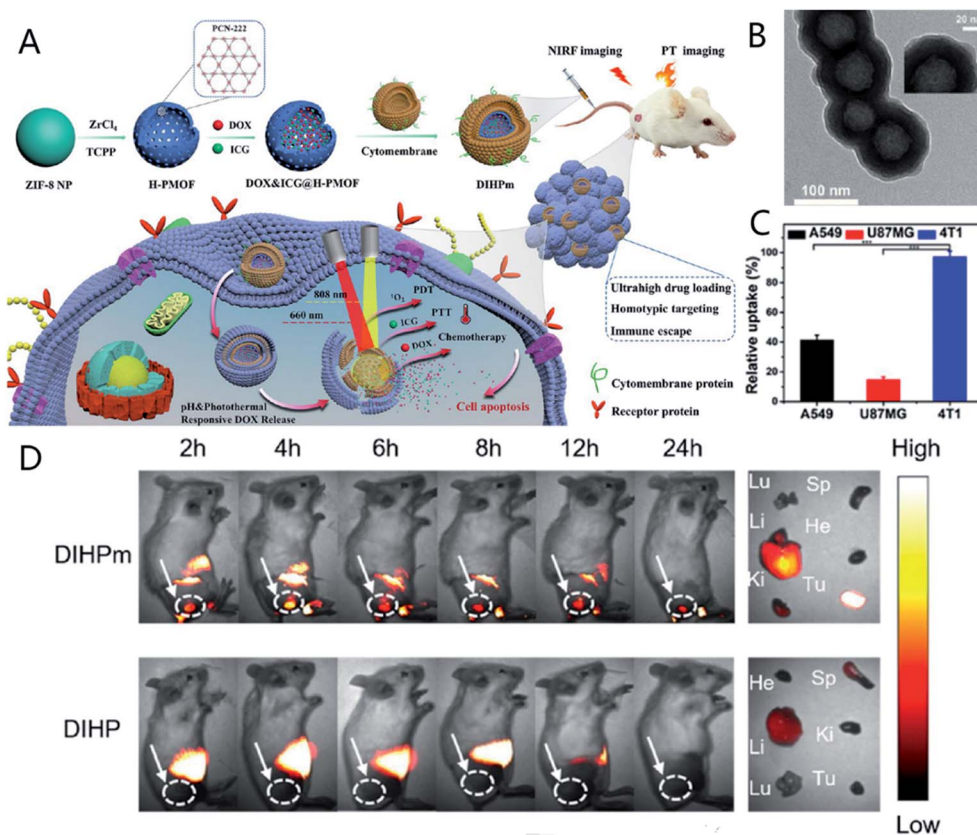 A
PCN-222
ZIF-8 NP
ZrCl₄
TCPP
H-PMOF
DOX
ICG
DOX&ICG@H-PMOF
Cytomembrane
DIHPm
NIRF imaging
PT imaging
808 nm
660 nm
¹O₂
PDT
ICG
PTT
DOX
Chemotherapy
Cell apoptosis
pH&Photothermal
Responsive DOX Release
Ultrahigh drug loading
Homotypic targeting
Immune escape
Cytomembrane protein
Receptor protein
B
20 nm
100 nm
C
A549 U87MG 4T1
*** ***
Relative uptake (%)
100
80
60
40
20
0
A549 U87MG 4T1
D
2h 4h 6h 8h 12h 24h
High
DIHPm
Lu Sp
Li He
Ki Tu
DIHP
He Sp
Li Ki
Lu Tu
Low